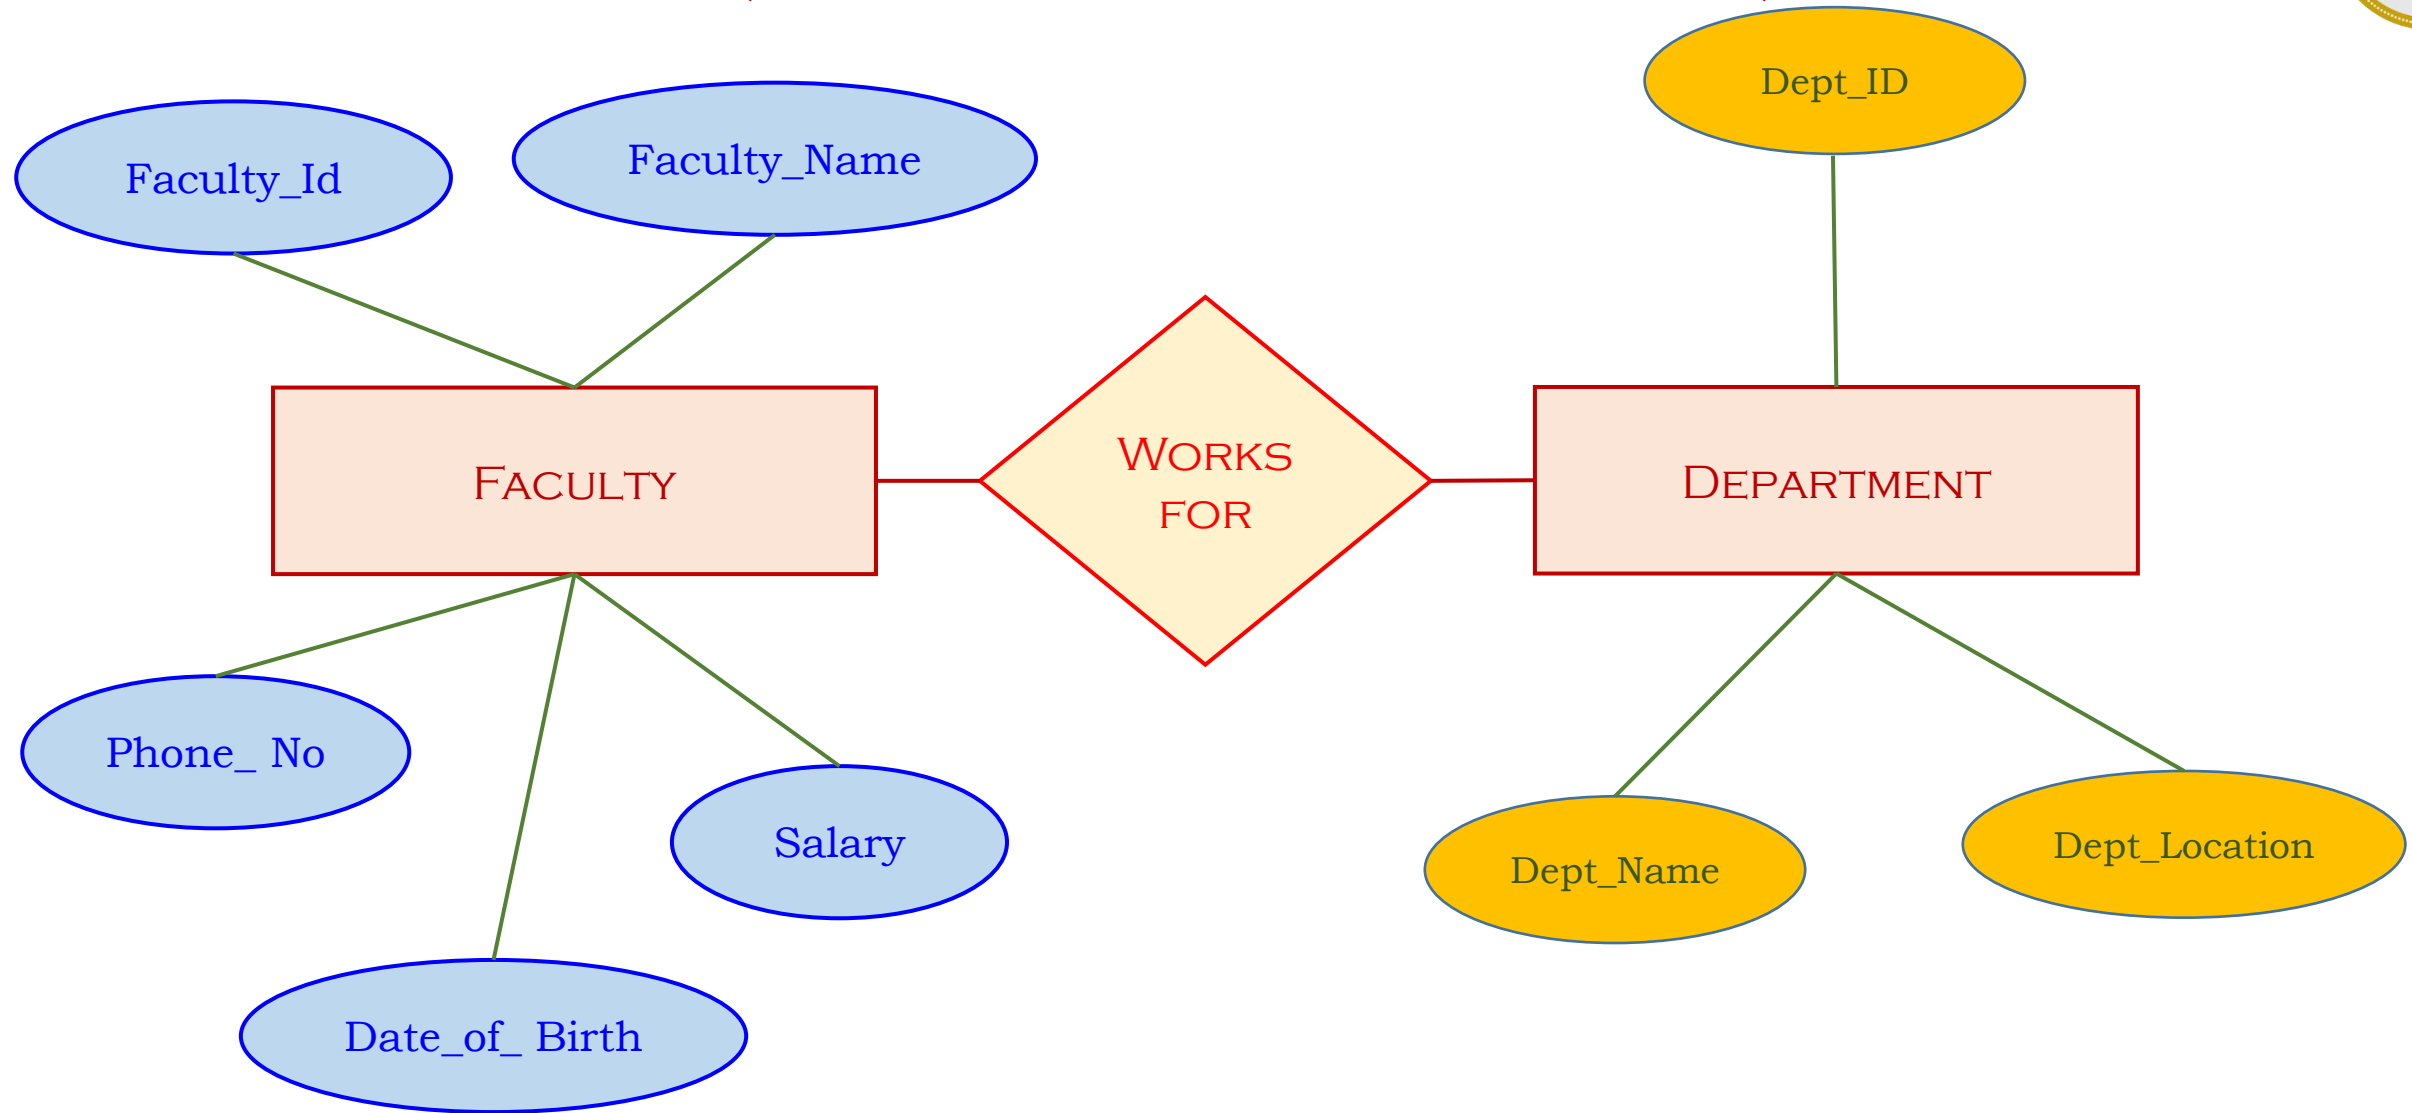 Dept_ID
Faculty_Id
Faculty_Name
Faculty
Works
for
Department
Phone_ No
Salary
Dept_Name
Dept_Location
Date_of_ Birth